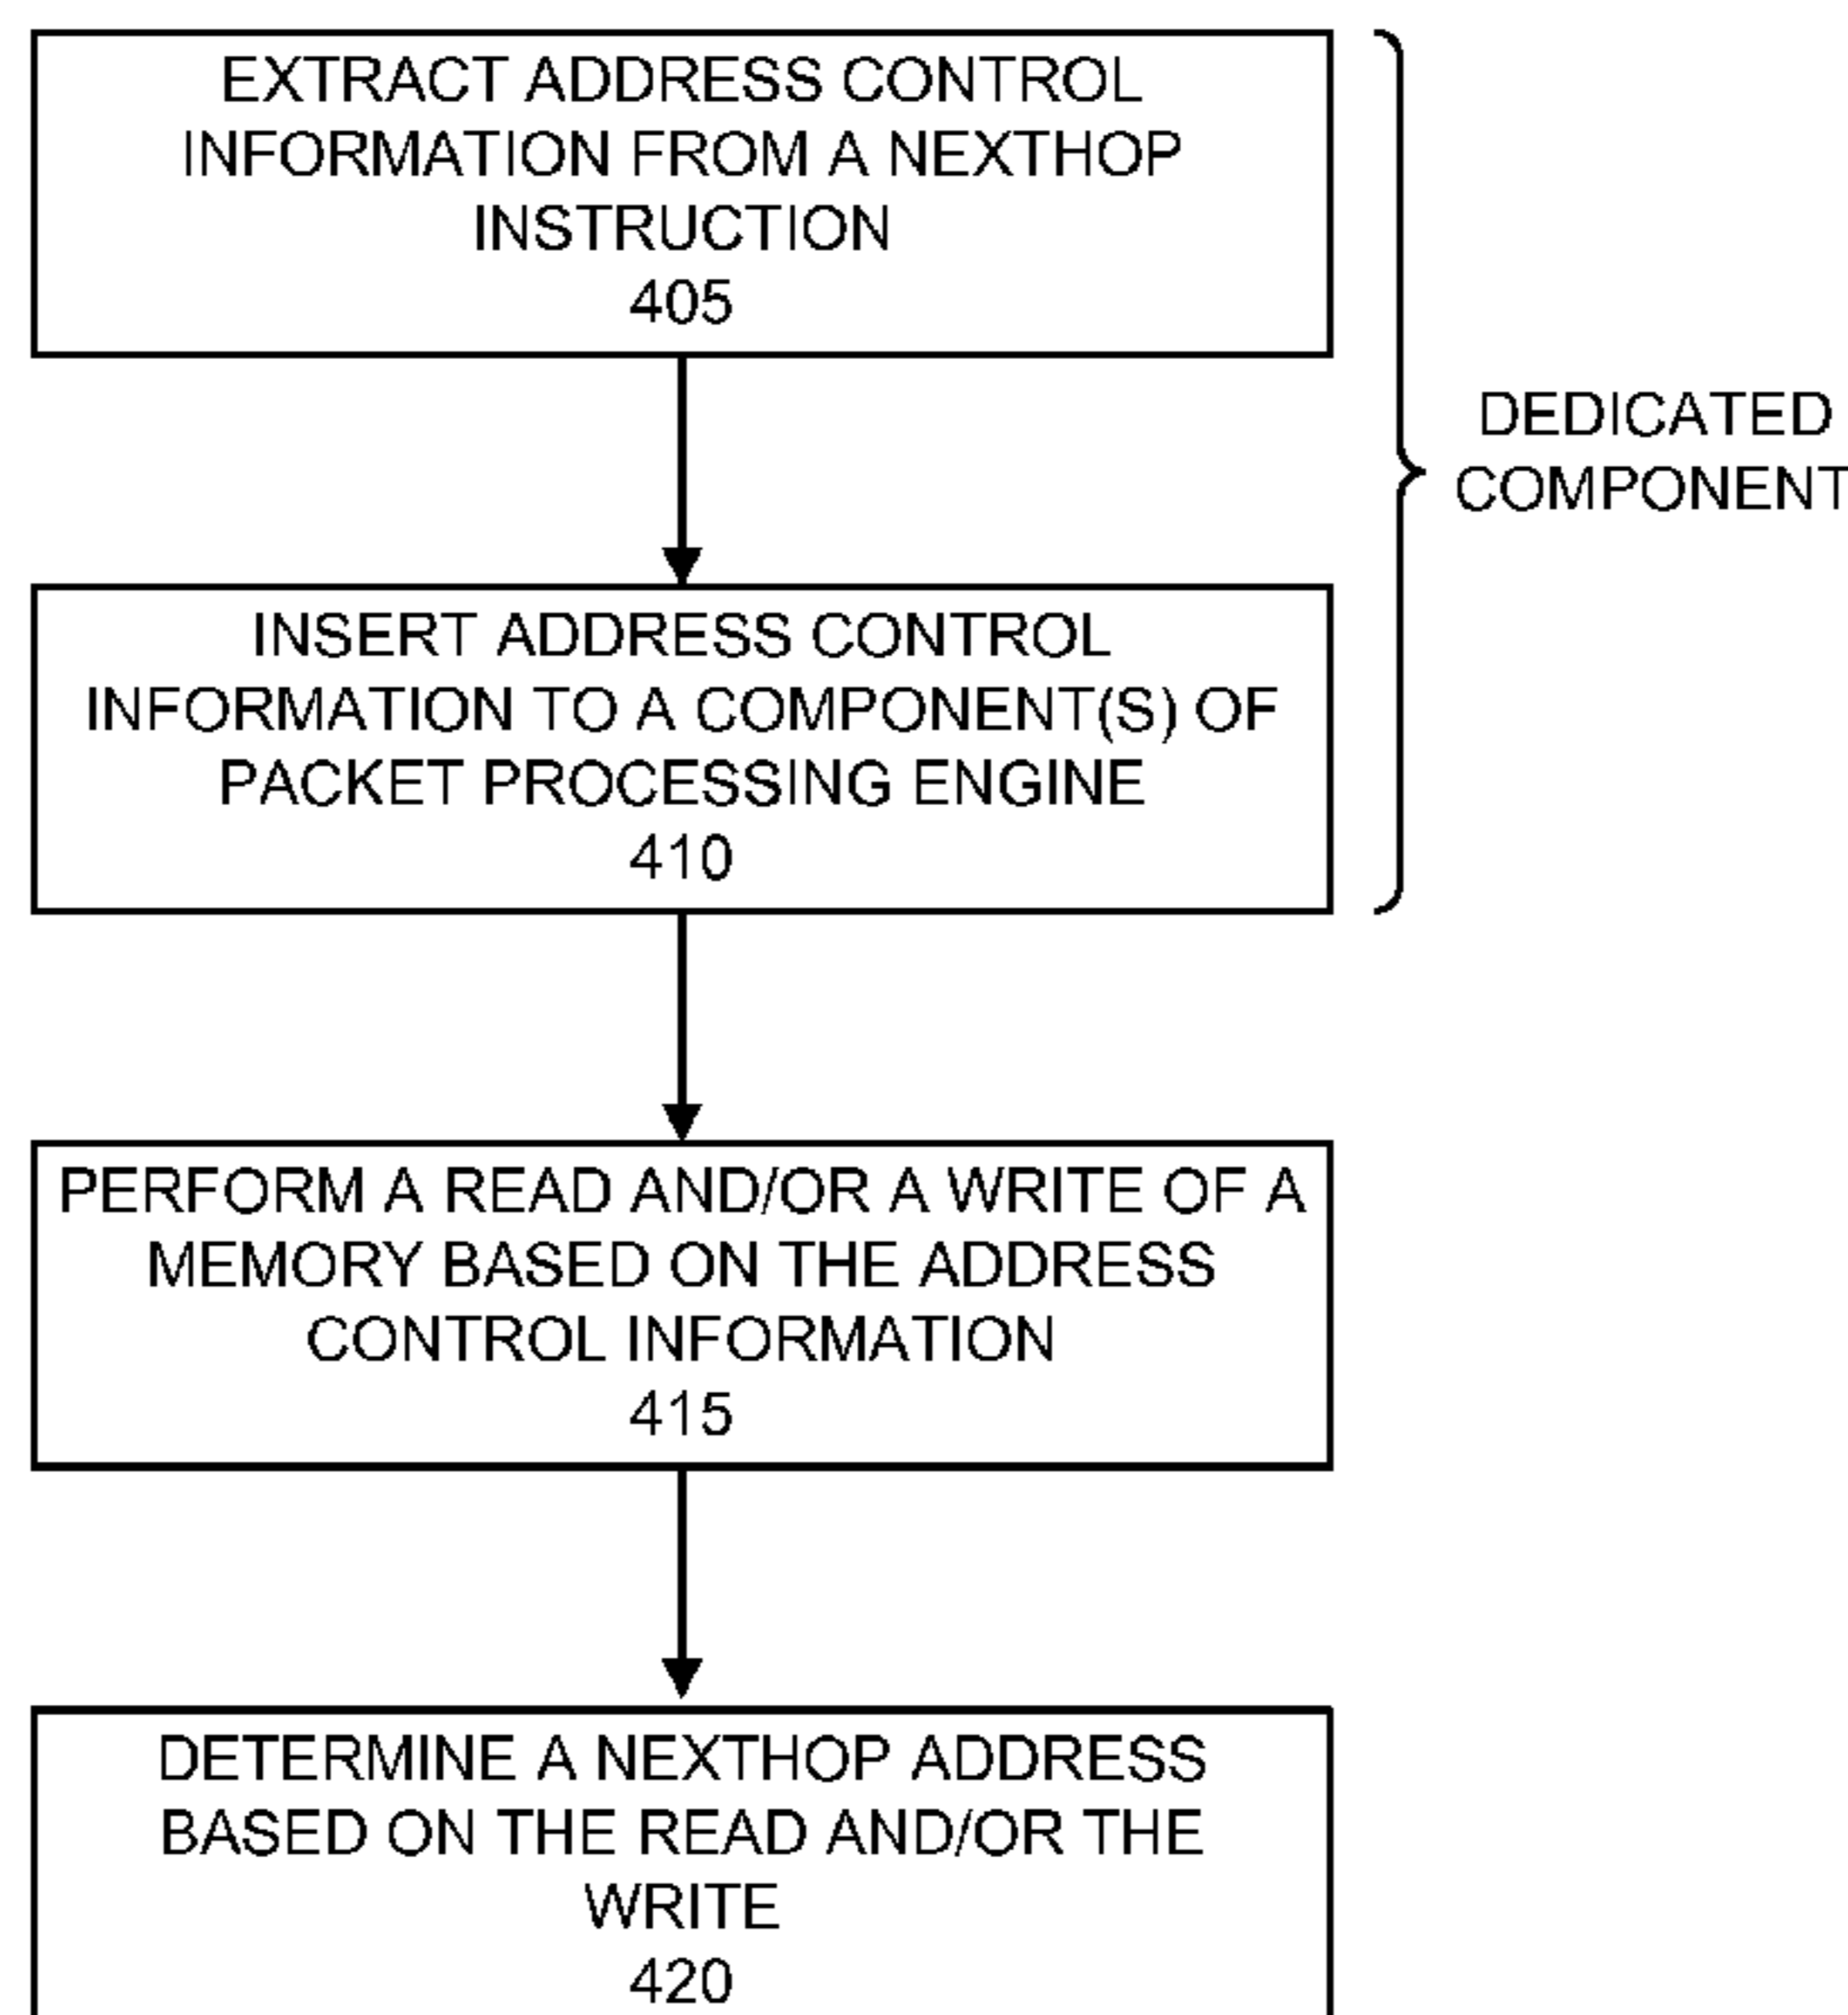 EXTRACT ADDRESS CONTROL
INFORMATION FROM A NEXTHOP
INSTRUCTION
405
DEDICATED
COMPONENT
INSERT ADDRESS CONTROL
INFORMATION TO A COMPONENT(S) OF
PACKET PROCESSING ENGINE
410
PERFORM A READ AND/OR A WRITE OF A
MEMORY BASED ON THE ADDRESS
CONTROL INFORMATION
415
DETERMINE A NEXTHOP ADDRESS
BASED ON THE READ AND/OR THE
WRITE
420